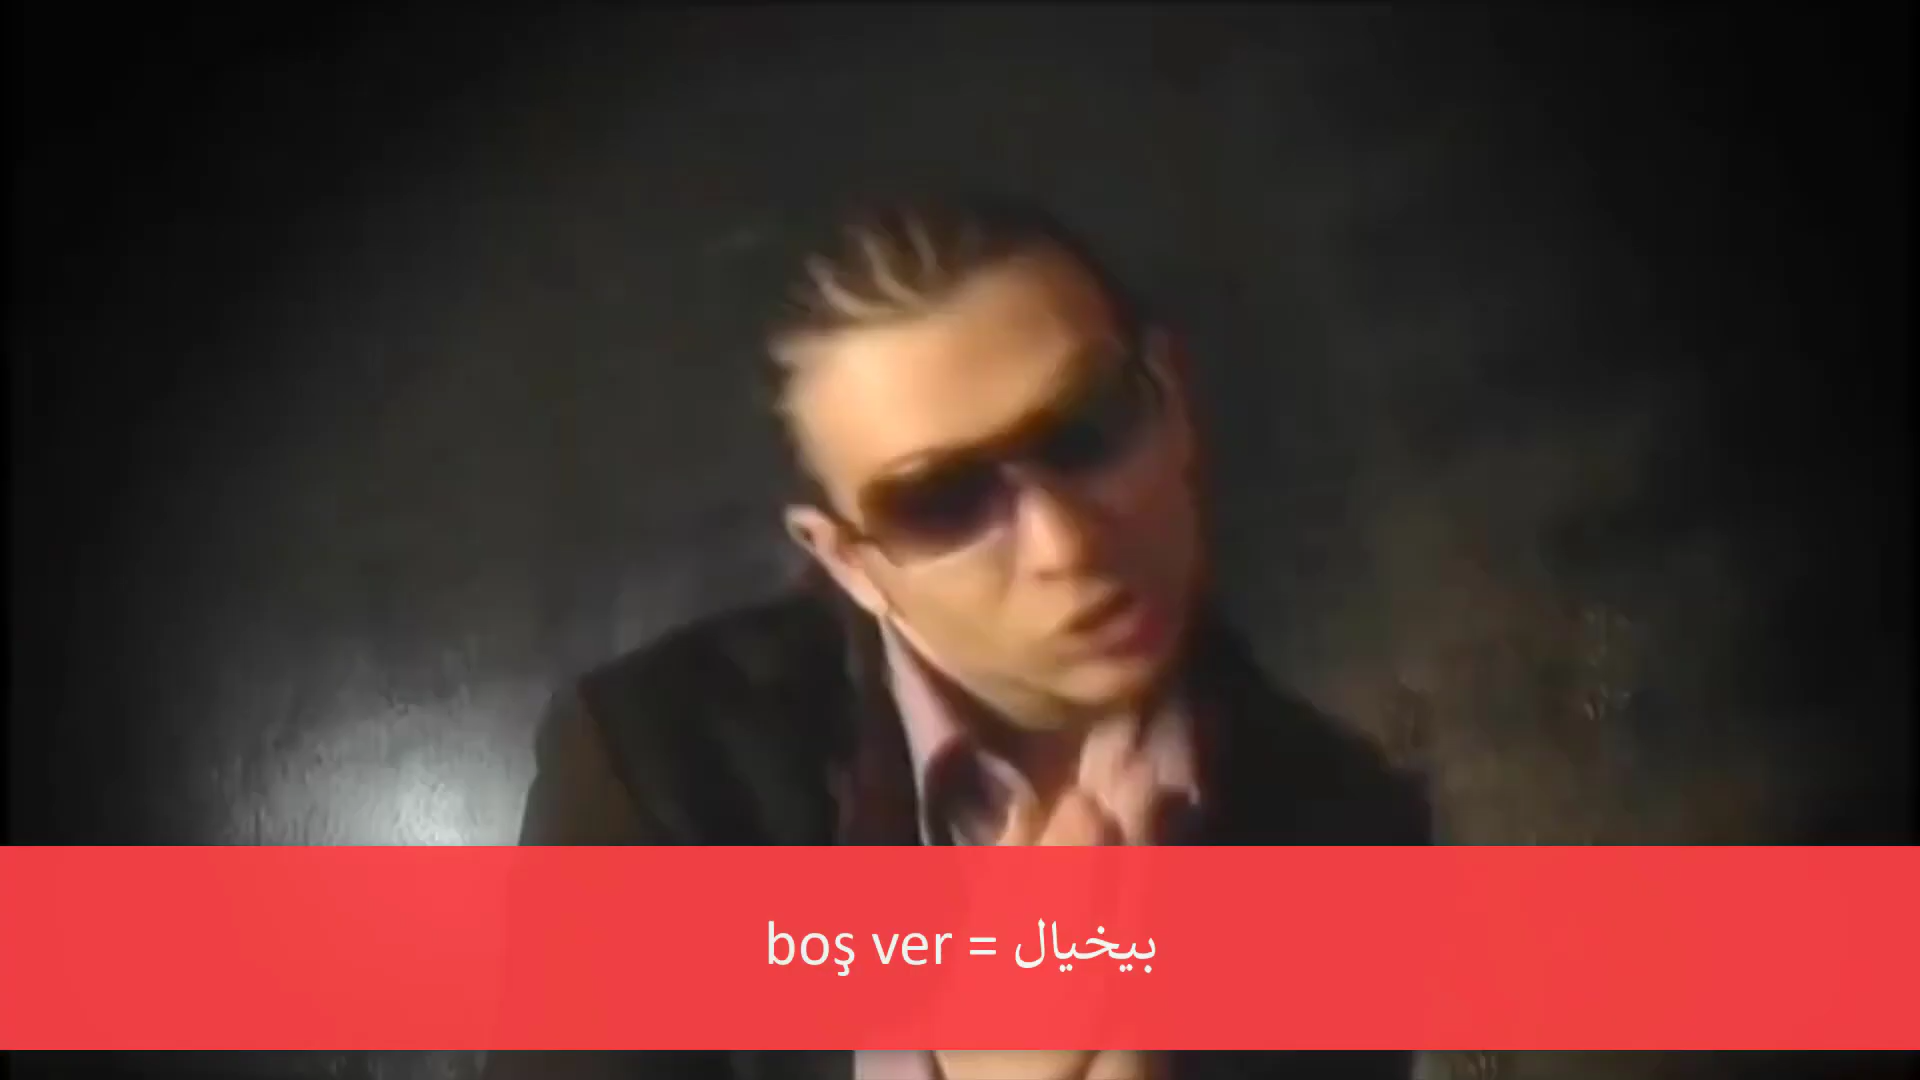 boş ver = بیخیال